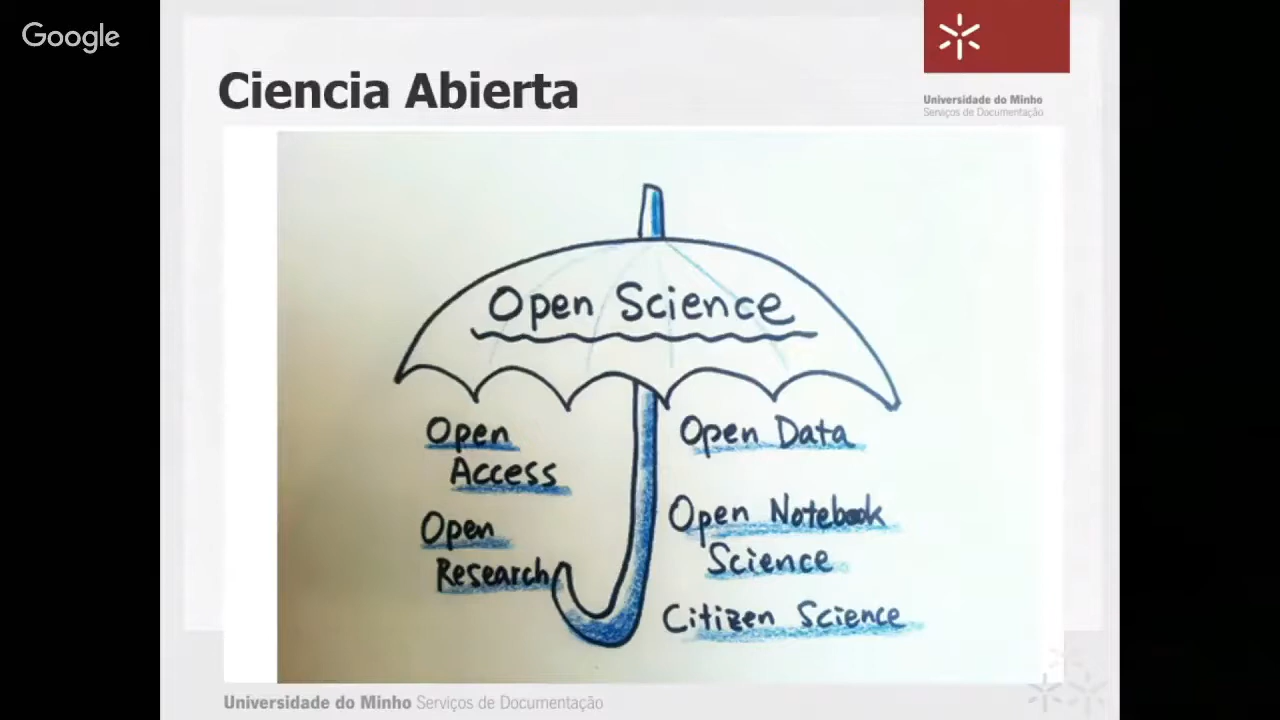 Google
Ciencia Abierta
Universidade do Minho
Serviços de Documentação
Open Science
Open
Access
Open
Research
Open Data
Open Notebook
Science
Citizen Science
Universidade do Minho Serviços de Documentação